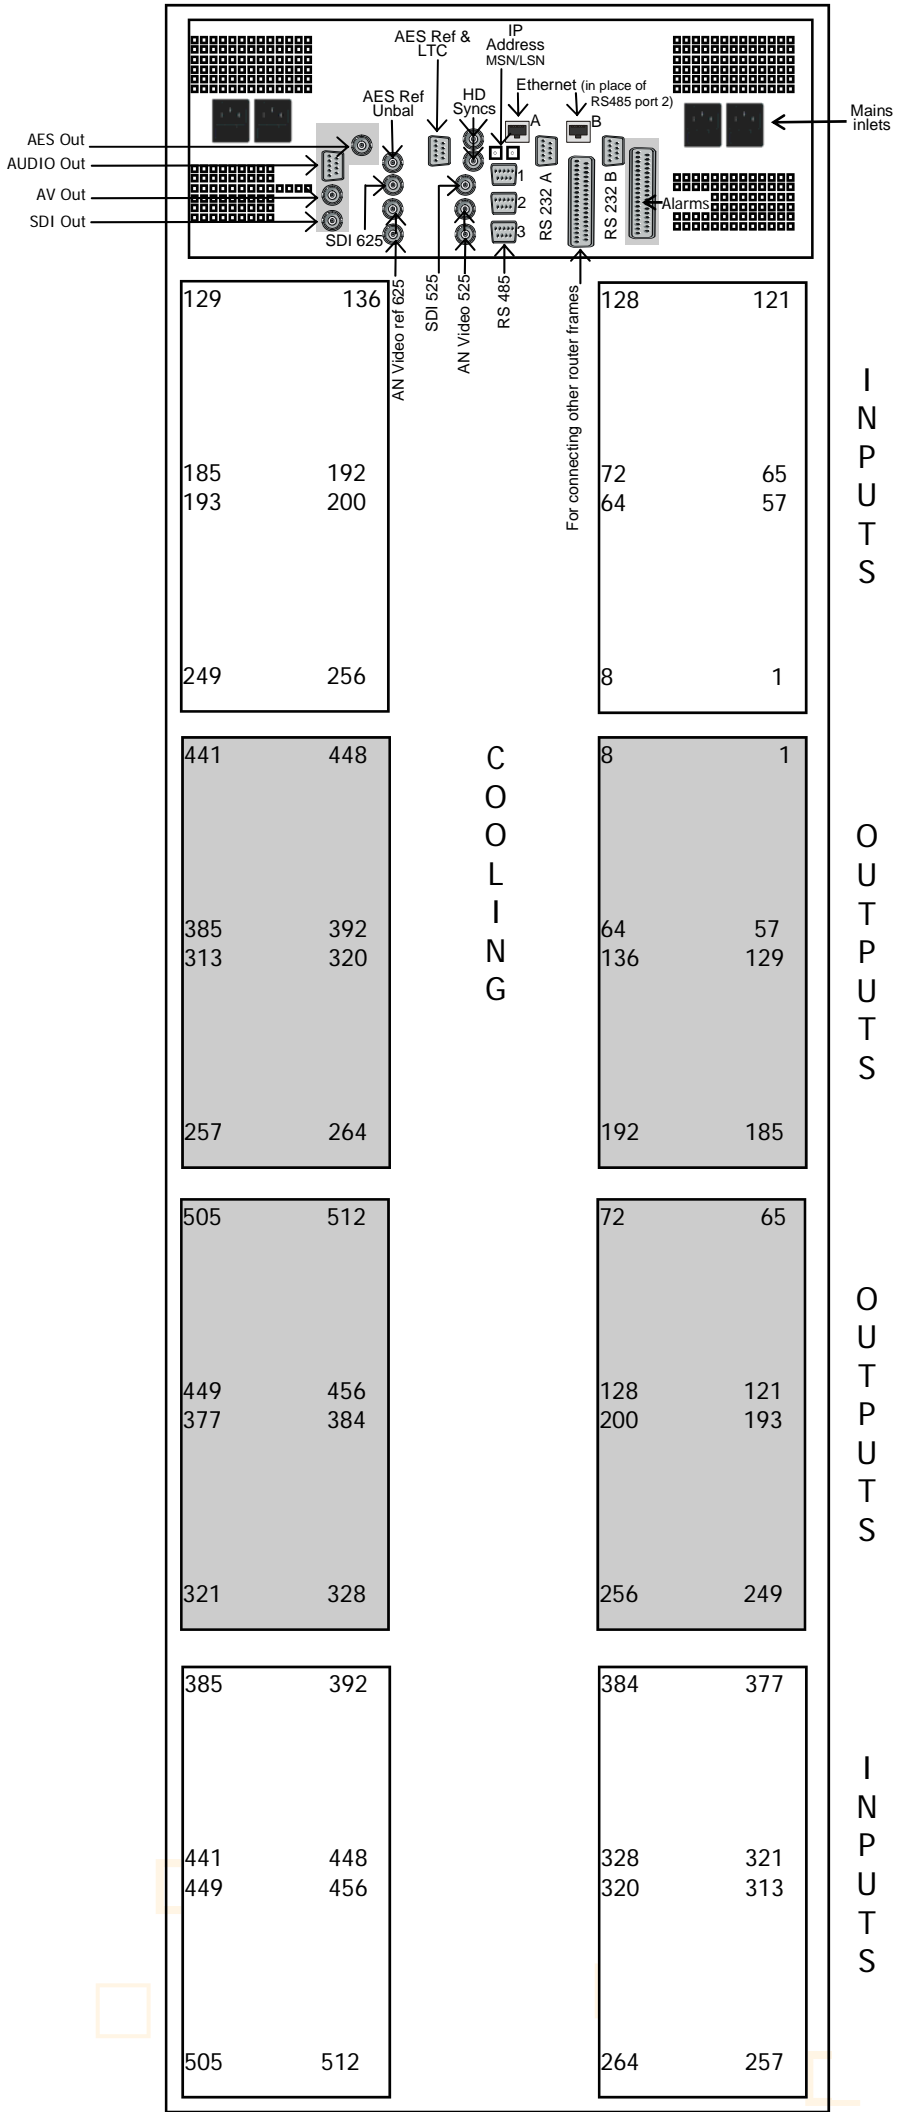 AES Ref &
LTC
IP
Address
MSN/LSN
AES Ref
Unbal
HD
Syncs
Ethernet (in place of
RS485 port 2)
A
B
Mains
inlets
AES Out
AUDIO Out
AV Out
SDI Out
1
2
3
RS 232 A
RS 232 B
Alarms
SDI 625
AN Video ref 625
SDI 525
AN Video 525
RS 485
For connecting other router frames
129 136
128 121
185 192
193 200
72 65
64 57
249 256
8 1
INPUTS
441 448
8 1
385 392
313 320
64 57
136 129
257 264
192 185
COOLING
OUTPUTS
505 512
72 65
449 456
377 384
128 121
200 193
321 328
256 249
OUTPUTS
385 392
384 377
441 448
449 456
328 321
320 313
505 512
264 257
INPUTS